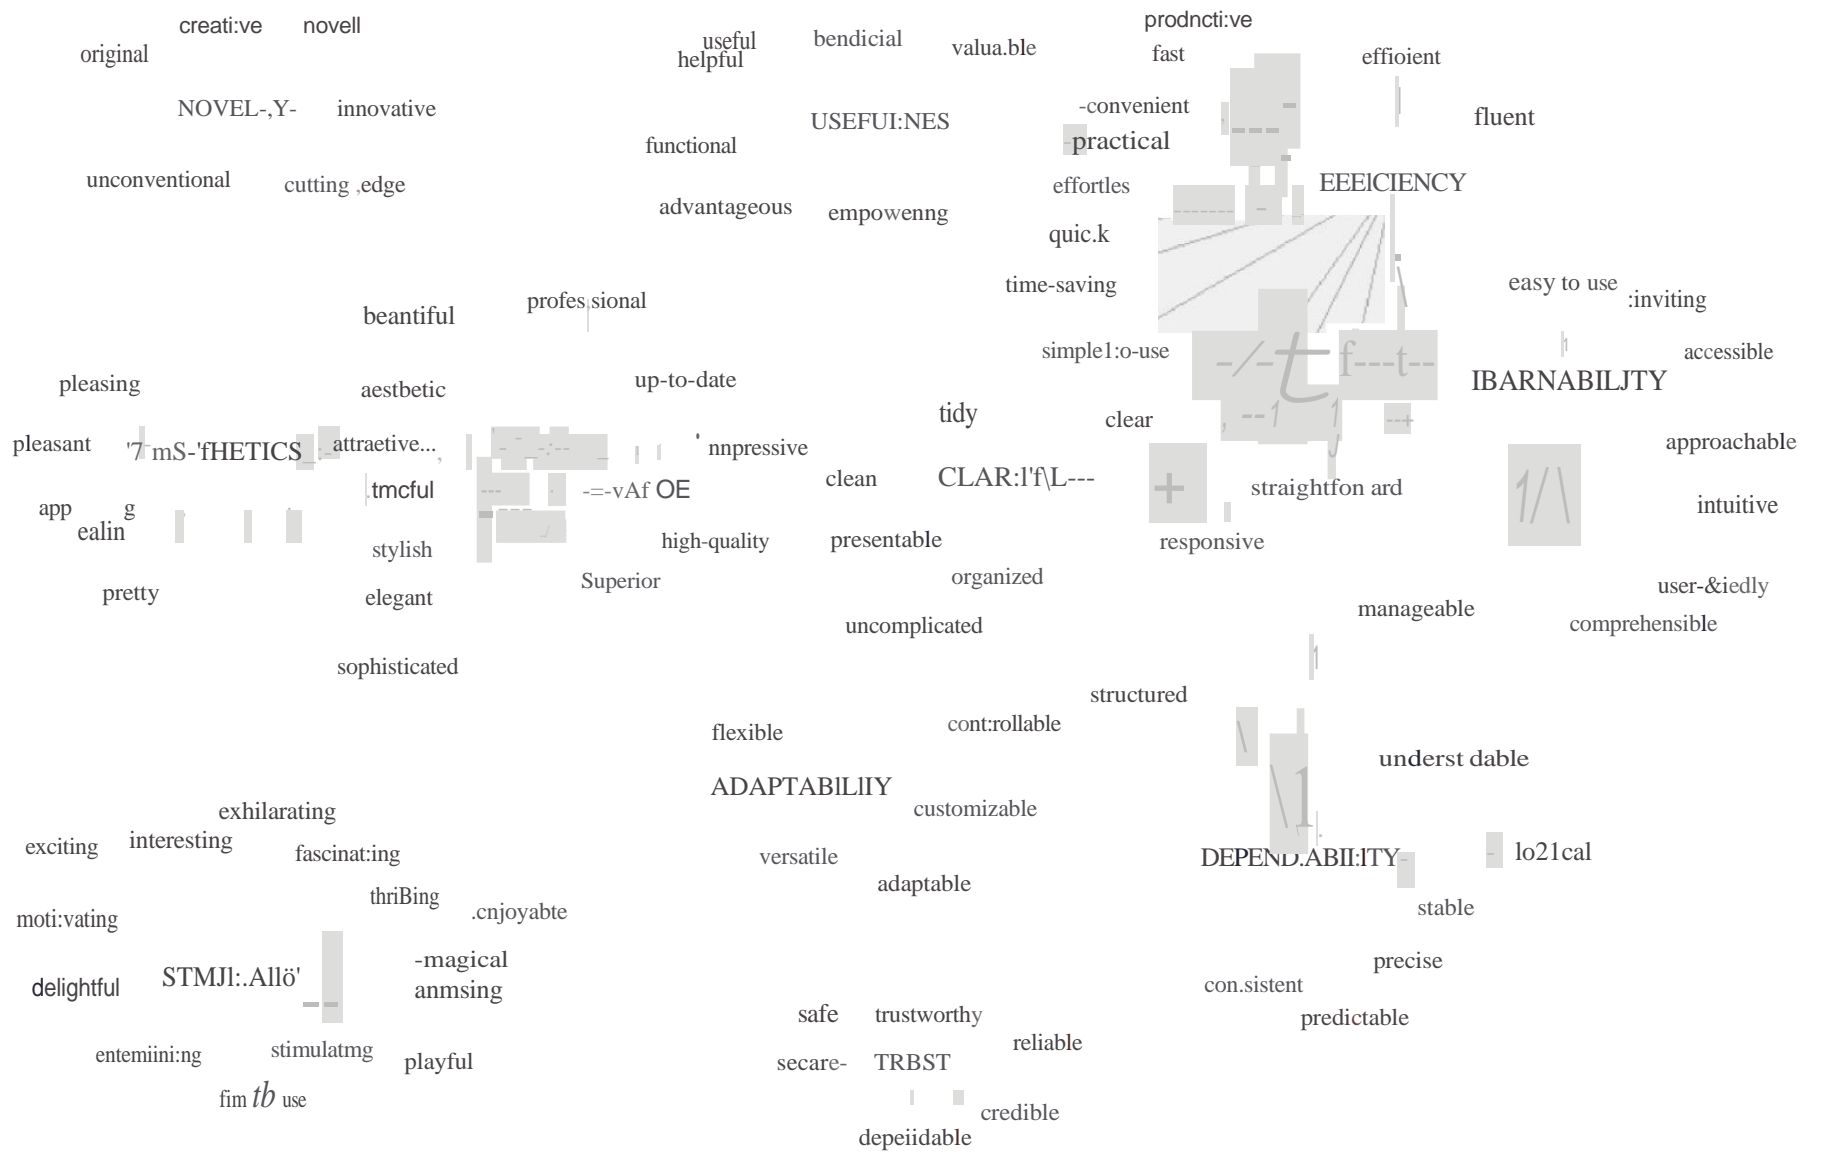 creati:ve novell
original
NOVEL-,Y- innovative
unconventional cutting ,edge
useful
helpful
bendicial
valua.ble
USEFUI:NES
functional
advantageous empowenng
prodncti:ve
fast
effioient
-convenient
fluent
-practical
effortles
EEElCIENCY
quic.k
time-saving
easy to use
:inviting
simple1:o-use
accessible
IBARNABILJTY
tidy
clear
approachable
CLAR:l'f\L---
clean
straightfon ard
intuitive
presentable
responsive
organized
user-&iedly
manageable
comprehensible
uncomplicated
beantiful
profes sional
pleasing
aestbetic
up-to-date
pleasant
'7 mS-'fHETICS
attraetive...
nnpressive
.tmcful
-=-vAf OE
app g
ealin
stylish
high-quality
Superior
pretty
elegant
sophisticated
structured
flexible
cont:rollable
ADAPTABlLlIY
customizable
versatile
adaptable
underst dable
DEPEND.ABII:lTY-
lo21cal
stable
precise
con.sistent
predictable
exhilarating
exciting
interesting
fascinat:ing
thriBing
.cnjoyabte
moti:vating
STMJl:.Allö'
-magical
anmsing
delightful
entemiini:ng
stimulatmg
playful
fim tb use
safe trustworthy
reliable
secare- TRBST
credible
depeiidable